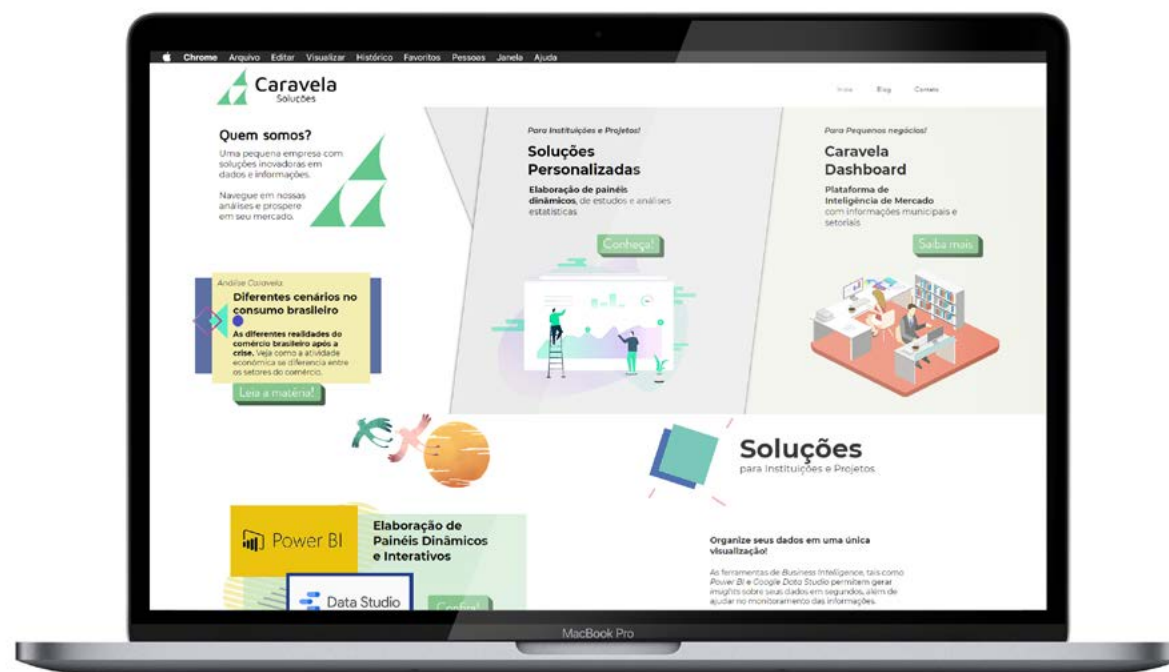 Chrome Arquivo Editar Visualizar Histórico Favoritos Pessoas Janela Ajuda
Caravela
Soluções
Início Blog Contato
Quem somos?
Uma pequena empresa com
soluções inovadoras em
dados e informações.
Navegue em nossas
análises e prospere
em seu mercado.
Para Instituições e Projetos!
Soluções
Personalizadas
Elaboração de painéis
dinâmicos, de estudos e análises
estatísticas
Conheça!
Para Pequenos negócios!
Caravela
Dashboard
Plataforma de
Inteligência de Mercado
com informações municipais e
setoriais
Saiba mais
Análise Caravela
Diferentes cenários no
consumo brasileiro
As diferentes realidades do
comércio brasileiro após a
crise. Veja como a atividade
econômica se diferencia entre
os setores do comércio.
Leia a matéria!
Soluções
para Instituições e Projetos
Power BI
Elaboração de
Painéis Dinâmicos
e Interativos
Data Studio
Confira!
Organize seus dados em uma única
visualização!
As ferramentas de Business Intelligence, tais como
Power BI e Google Data Studio permitem gerar
insights sobre seus dados em segundos, além de
ajudar no monitoramento das informações.
MacBook Pro